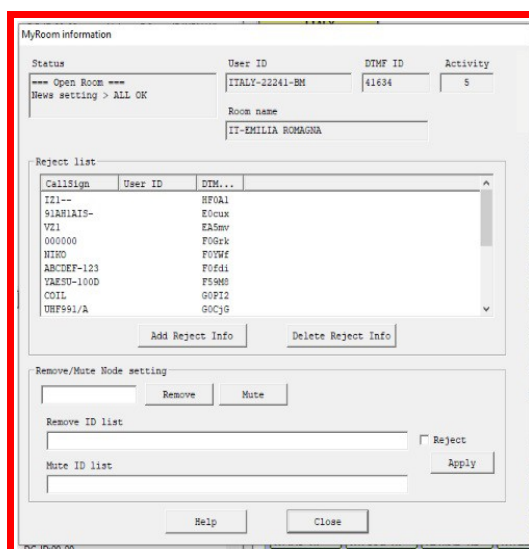 MyRoom information
Status
User ID
DTMF ID
Activity
=== Open Room ===
News setting > ALL OK
ITALY-22241-BM
41634
5
Room name
IT-EMILIA ROMAGNA
Reject list
CallSign User ID DTM...
IZ1-- HF0A1
91AH1AIS- E0cux
VZ1 EA5mv
000000 F0Grk
NIKO F0YWf
ABCDEF-123 F0fdi
YAESU-100D F59M8
COIL G0PI2
UHF991/A G0CjG
Add Reject Info Delete Reject Info
Remove/Mute Node setting
Remove Mute
Remove ID list
Reject
Mute ID list
Apply
Help Close